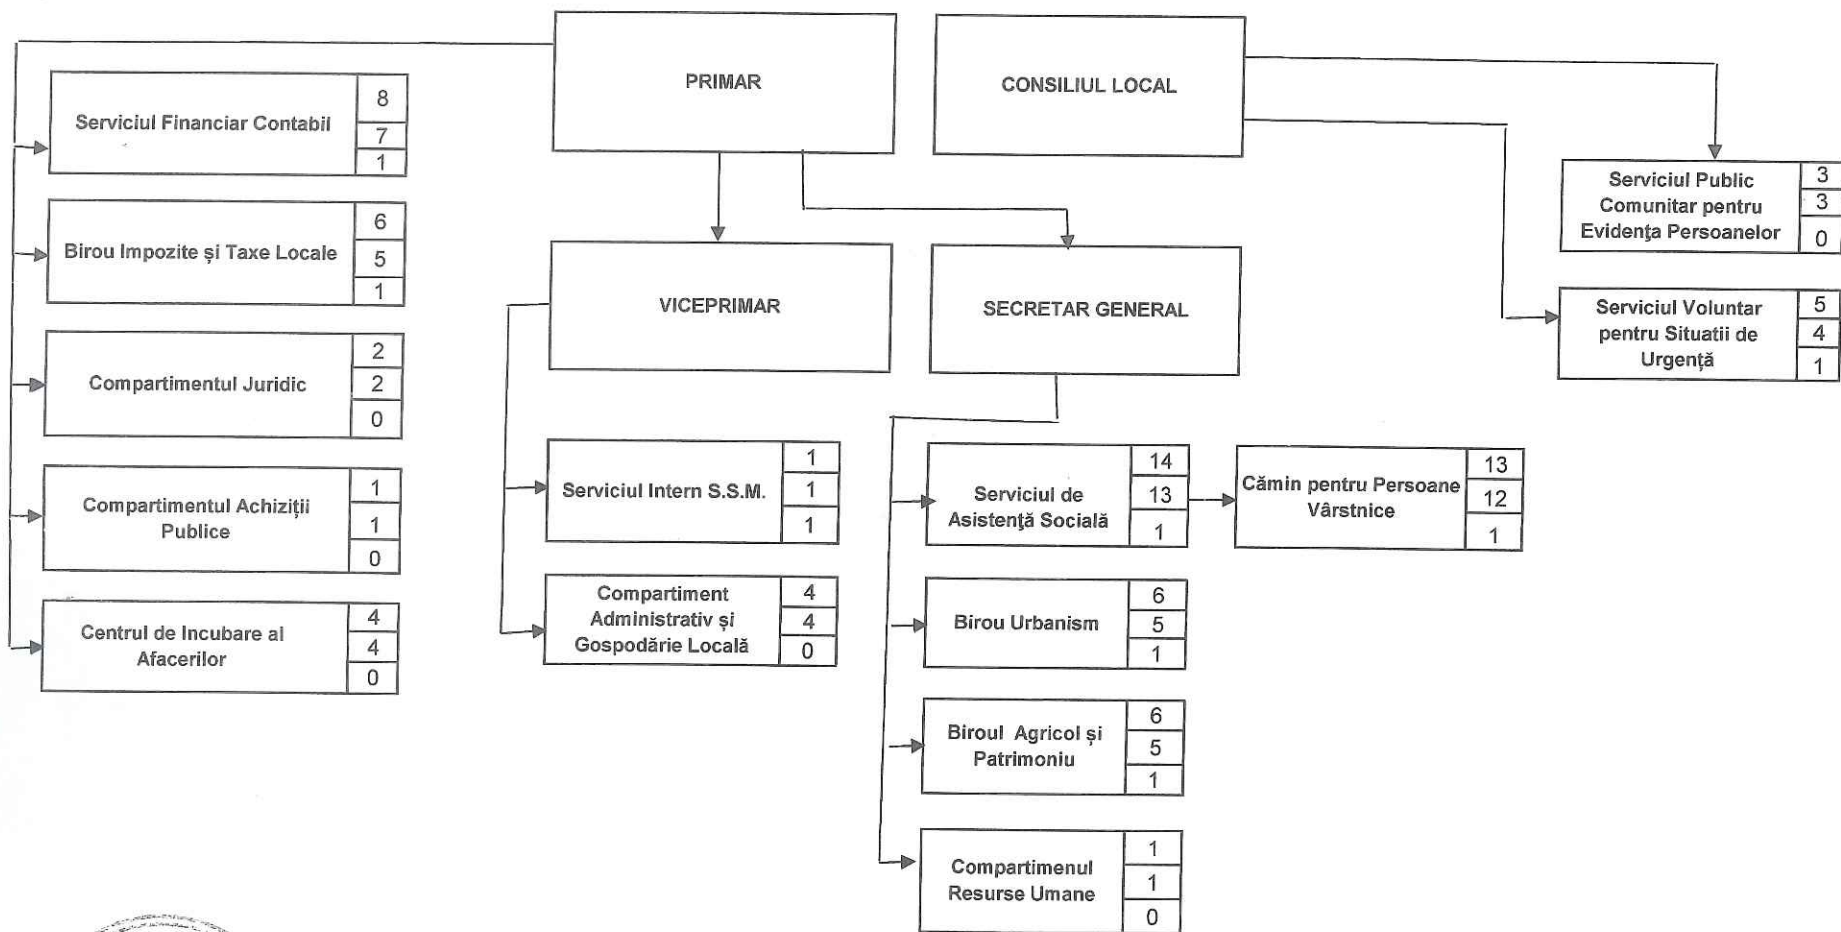 PRIMAR
CONSILIUL LOCAL
Serviciul Financiar Contabil
8
7
1
Birou Impozite și Taxe Locale
6
5
1
Compartimentul Juridic
2
2
0
Compartimentul Achiziții
Publice
1
1
0
Centrul de Incubare al
Afacerilor
4
4
0
VICEPRIMAR
SECRETAR GENERAL
Serviciul Intern S.S.M.
1
1
1
Compartiment
Administrativ și
Gospodărie Locală
4
4
0
Serviciul de
Asistenţă Socială
14
13
1
Cămin pentru Persoane
Vârstnice
13
12
1
Birou Urbanism
6
5
1
Biroul Agricol și
Patrimoniu
6
5
1
Compartimenul
Resurse Umane
1
1
0
Serviciul Public
Comunitar pentru
Evidenţa Persoanelor
3
3
0
Serviciul Voluntar
pentru Situatii de
Urgență
5
4
1